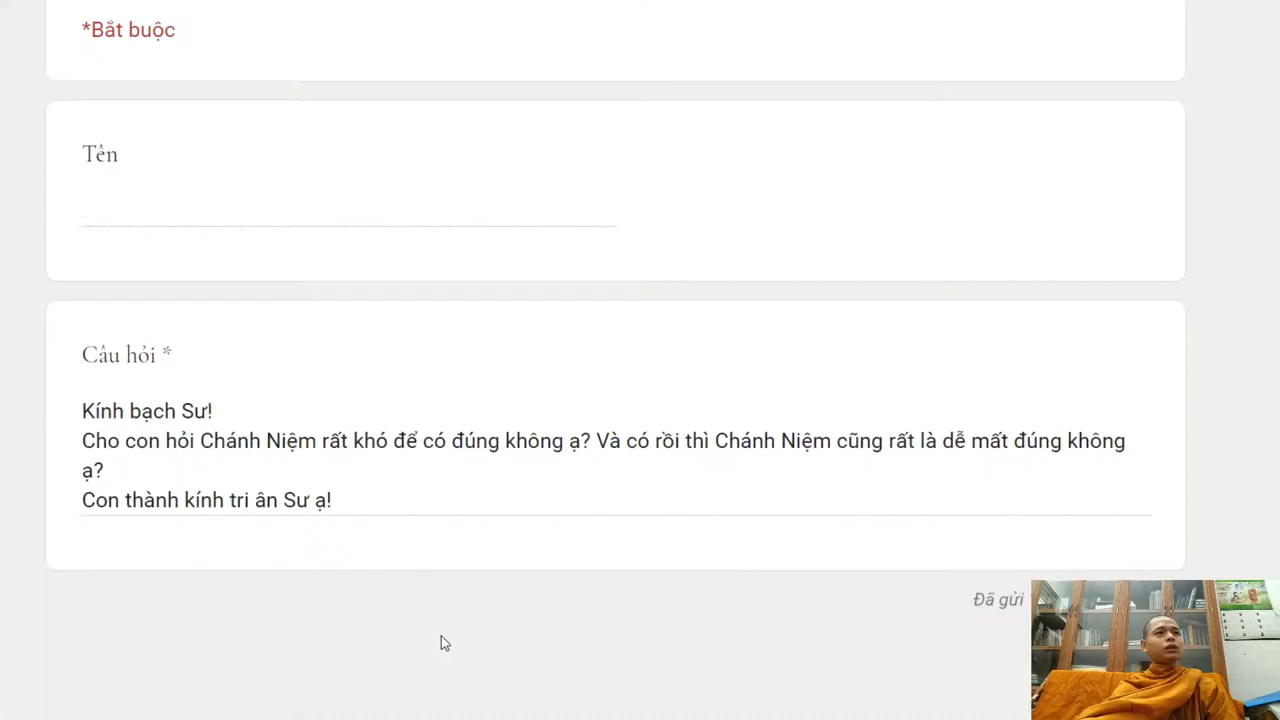 *Bắt buộc
Tên
Câu hỏi *
Kính bạch Sư!
Cho con hỏi Chánh Niệm rất khó để có đúng không ạ? Và có rồi thì Chánh Niệm cũng rất là dễ mất đúng không
ạ?
Con thành kính tri ân Sư ạ!
Đã gửi